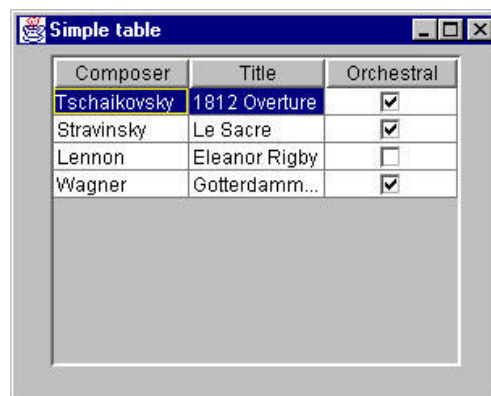 Simple table
Composer Title Orchestral
Tschaikovsky 1812 Overture
Stravinsky Le Sacre
Lennon Eleanor Rigby
Wagner Gotterdamm...